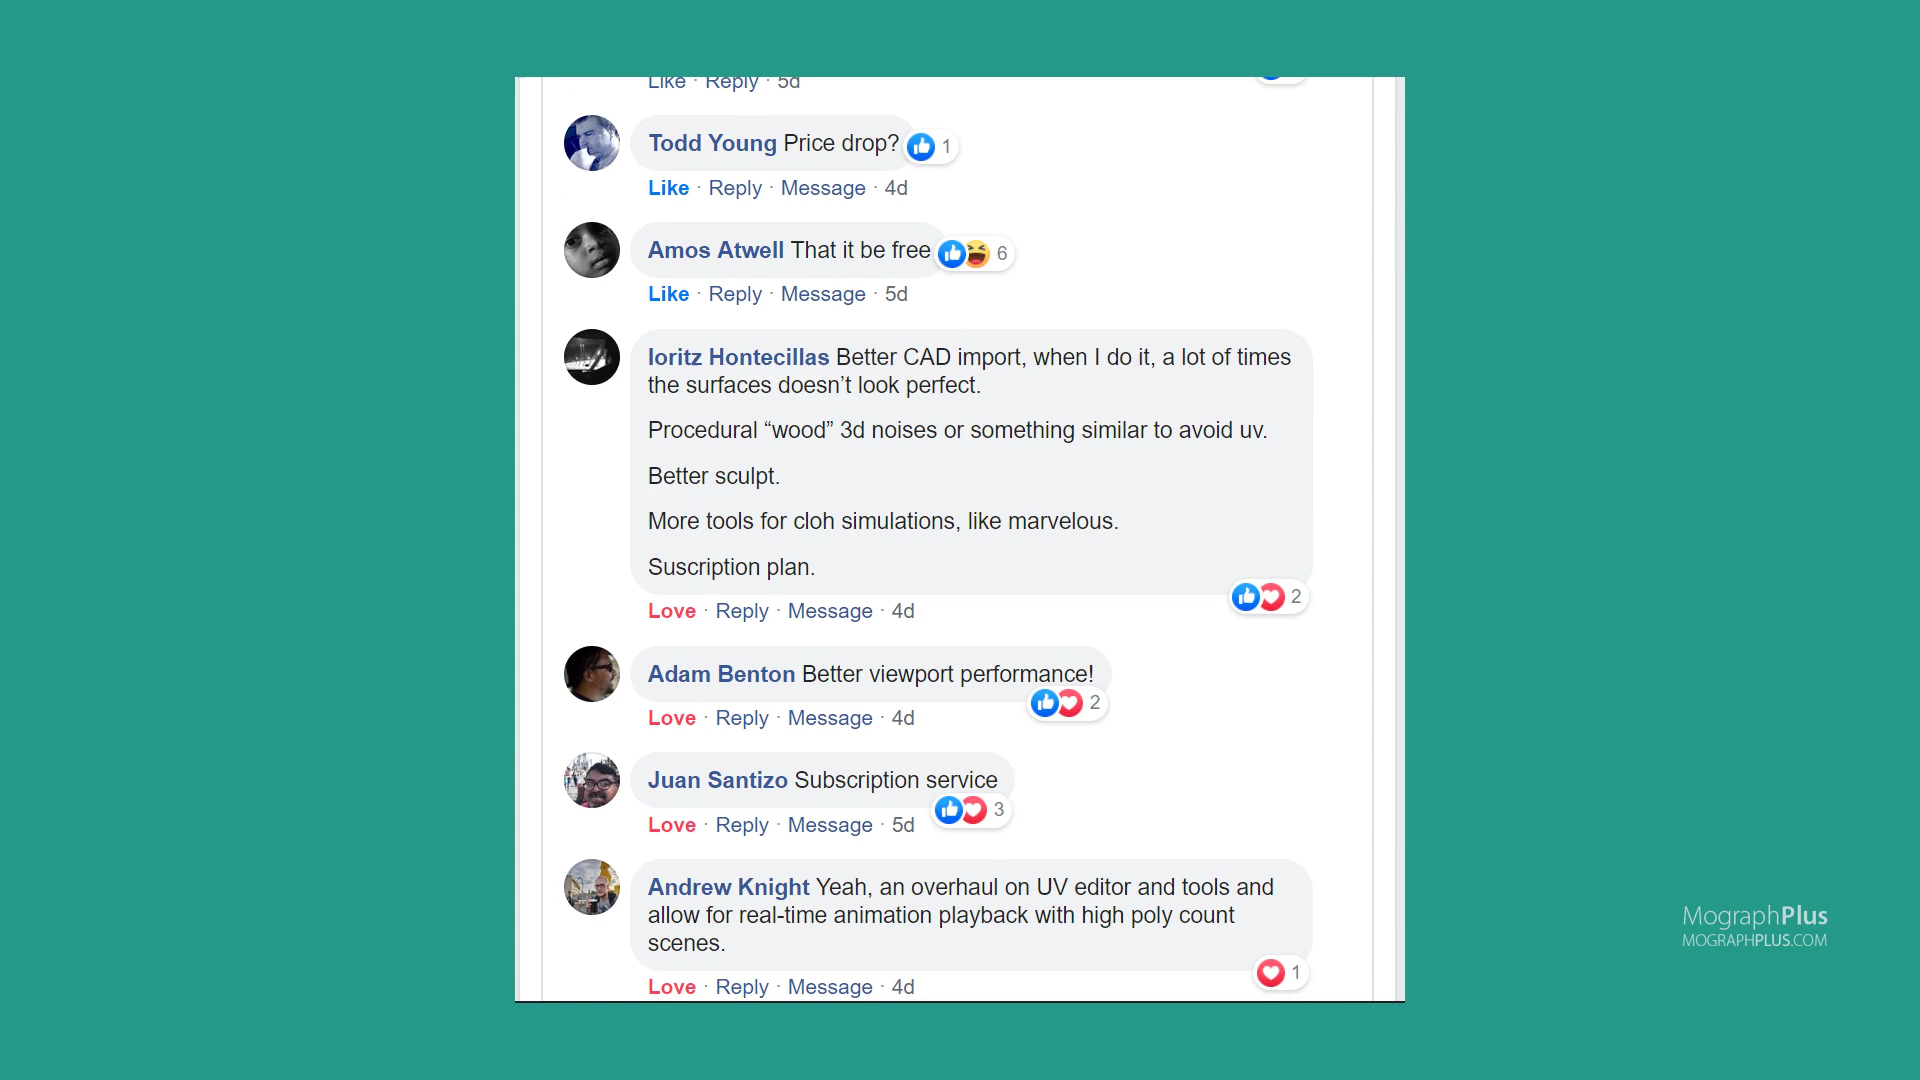 Like · Reply · 5d
Todd Young Price drop? 1
Like · Reply · Message · 4d
Amos Atwell That it be free 6
Like · Reply · Message · 5d
Ioritz Hontecillas Better CAD import, when I do it, a lot of times
the surfaces doesn’t look perfect.
Procedural “wood” 3d noises or something similar to avoid uv.
Better sculpt.
More tools for cloh simulations, like marvelous.
Suscription plan.
2
Love · Reply · Message · 4d
Adam Benton Better viewport performance!
2
Love · Reply · Message · 4d
Juan Santizo Subscription service
3
Love · Reply · Message · 5d
Andrew Knight Yeah, an overhaul on UV editor and tools and
allow for real-time animation playback with high poly count
scenes.
1
Love · Reply · Message · 4d
MographPlus
MOGRAPHPLUS.COM